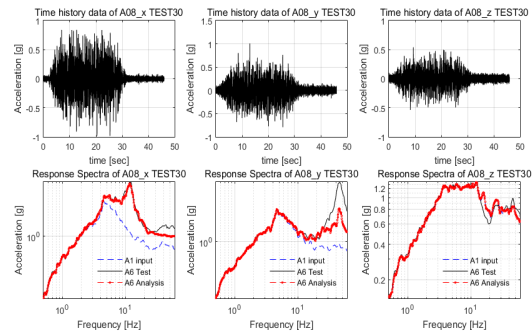 Time history data of A08_x TEST30
Time history data of A08_y TEST30
Time history data of A08_z TEST30
Acceleration [g]
1
0.5
0
-0.5
-1
0 10 20 30 40 50
time [sec]
Acceleration [g]
1.5
1
0.5
0
-0.5
-1
0 10 20 30 40 50
time [sec]
Acceleration [g]
1
0.5
0
-0.5
-1
0 10 20 30 40 50
time [sec]
Response Spectra of A08_x TEST30
Response Spectra of A08_y TEST30
Response Spectra of A08_z TEST30
Acceleration [g]
10^0
A1 input
A6 Test
A6 Analysis
10^0 10^1
Frequency [Hz]
Acceleration [g]
10^0
A1 input
A6 Test
A6 Analysis
10^0 10^1
Frequency [Hz]
Acceleration [g]
1.2
1.0
0.8
0.6
0.4
0.2
A1 input
A6 Test
A6 Analysis
10^0 10^1
Frequency [Hz]